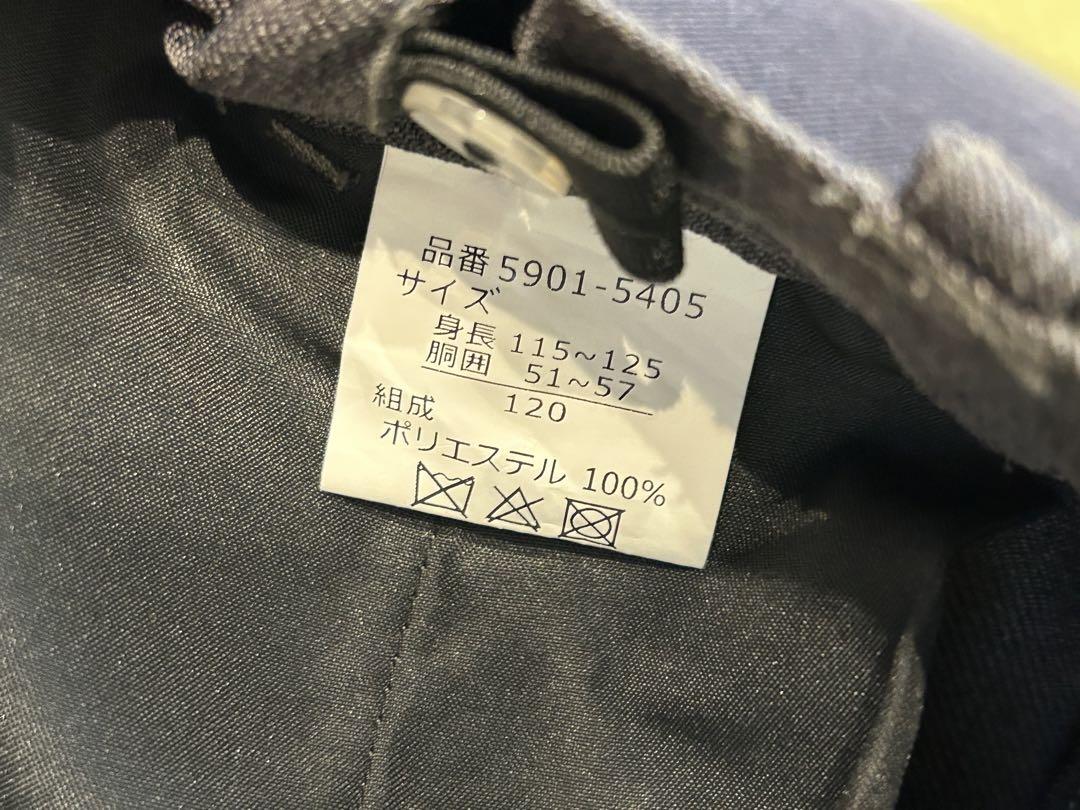 品番 5901-5405
サイズ
身長 115~125
胴囲 51~57
120
組成
ポリエステル 100%